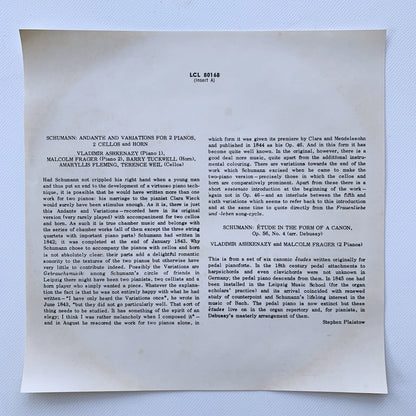 LCL 80168
(Insert A)
SCHUMANN: ANDANTE AND VARIATIONS FOR 2 PIANOS,
2 CELLOS and HORN
VLADIMIR ASHKENAZY (Piano 1),
MALCOLM FRAGER (Piano 2), BARRY TUCKWELL (Horn),
AMARYLLIS FLEMING, TERENCE WEIL (Cellos)
Had Schumann not crippled his right hand when a young man
and thus put an end to the development of a virtuoso piano tech-
nique, it is possible that he would have written more than one
work for two pianos: his marriage to the pianist Clara Wieck
would surely have been stimulus enough. As it is, there is just
this Andante and Variations—recorded here in its original
version (very rarely played) with accompaniment for two cellos
and horn. As such it is true chamber music and belongs with
the series of chamber works (all of them except the three string
quartets with important piano parts) Schumann had written in
1842; it was completed at the end of January 1843. Why
Schumann chose to accompany the pianos with cellos and horn
is not absolutely clear; their parts add a delightful romantic
sonority to the textures of the two pianos but otherwise have
very little to contribute indeed. Possibly the Variations are
Gebrauchsmusik among Schumann's circle of friends in
Leipzig there might have been two pianists, two cellists and a
horn player who simply wanted a piece. Whatever the explana-
tion the fact is that he was not entirely happy with what he had
written—"I have only heard the Variations once", he wrote in
June 1843, "but they did not go particularly well. That sort of
thing needs to be studied. It has something of the spirit of an
elegy; I think I was rather melancholy when I composed it"—
and in August he rescored the work for two pianos alone, in
which form it was given its première by Clara and Mendelssohn
and published in 1844 as his Op. 46. And in this form it has
become quite well known. In the original, however, there is a
good deal more music, quite apart from the additional instru-
mental colouring. There are variations towards the end of the
work which Schumann excised when he came to make the
two-piano version—precisely those in which the cellos and
horn are comparatively prominent. Apart from these there is a
short sostenuto introduction at the beginning of the work—
again not in Op. 46—and an interlude between the fifth and
sixth variations which seems to refer back to this introduction
and at the same time to quite directly from the Frauenliebe
und -leben song-cycle.
SCHUMANN: ÉTUDE IN THE FORM OF A CANON,
Op. 56, No. 4 (arr. Debussy)
VLADIMIR ASHKENAZY and MALCOLM FRAGER (2 Pianos)
This is from a set of six canonic études written originally for
pedal pianoforte. In the 18th century pedal attachments to
harpsichords and even clavichords were not unknown in
Germany; the pedal piano descends from them. In 1843 one had
been installed in the Leipzig Music School (for the organ
scholars' practice) and its arrival coincided with renewed
study of counterpoint and Schumann's lifelong interest in the
music of Bach. The pedal piano is now extinct but these
études live on in the organ repertory and, for pianists, in
Debussy's masterly arrangement of them.
Stephen Plaistow